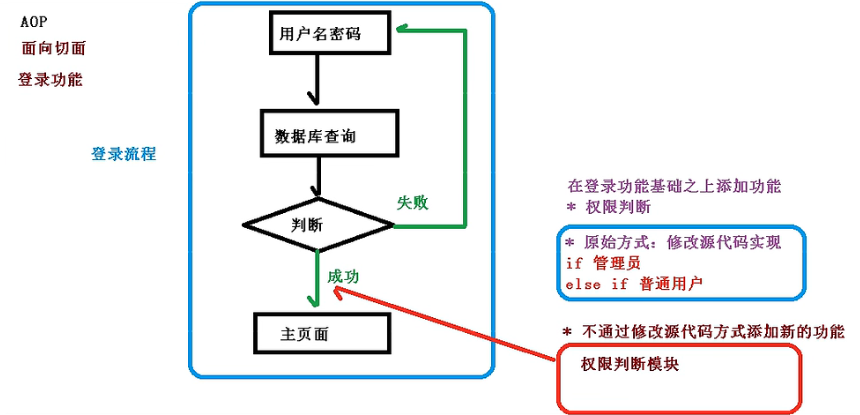 AOP
面向切面
登录功能
登录流程
用户名密码
数据库查询
判断
失败
成功
主页面
在登录功能基础之上添加功能
* 权限判断
* 原始方式：修改源代码实现
if 管理员
else if 普通用户
* 不通过修改源代码方式添加新的功能
权限判断模块